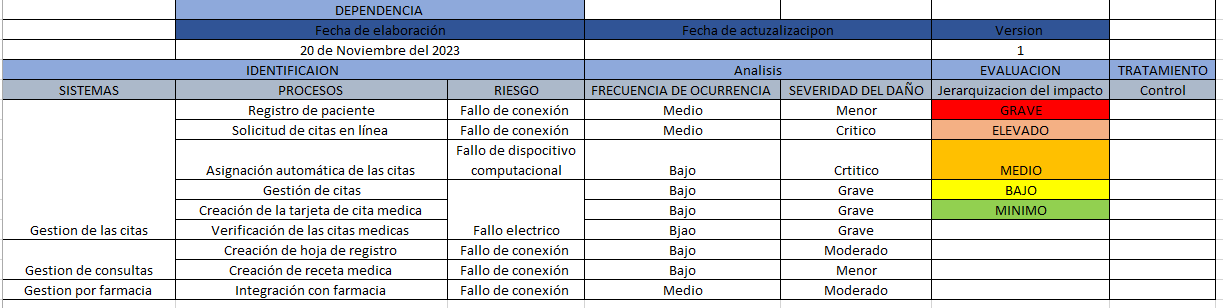 DEPENDENCIA
Fecha de elaboración Fecha de actuzalizacipon Version
20 de Noviembre del 2023 1
IDENTIFICAION Analisis EVALUACION TRATAMIENTO
SISTEMAS PROCESOS RIESGO FRECUENCIA DE OCURRENCIA SEVERIDAD DEL DAÑO Jerarquizacion del impacto Control
Registro de paciente Fallo de conexión Medio Menor GRAVE
Solicitud de citas en línea Fallo de conexión Medio Critico ELEVADO
Fallo de dispocitivo
Asignación automática de las citas computacional Bajo Crtitico MEDIO
Gestión de citas Bajo Grave BAJO
Creación de la tarjeta de cita medica Bajo Grave MINIMO
Gestion de las citas Verificación de las citas medicas Fallo electrico Bjao Grave
Creación de hoja de registro Fallo de conexión Bajo Moderado
Gestion de consultas Creación de receta medica Fallo de conexión Bajo Menor
Gestion por farmacia Integración con farmacia Fallo de conexión Medio Moderado